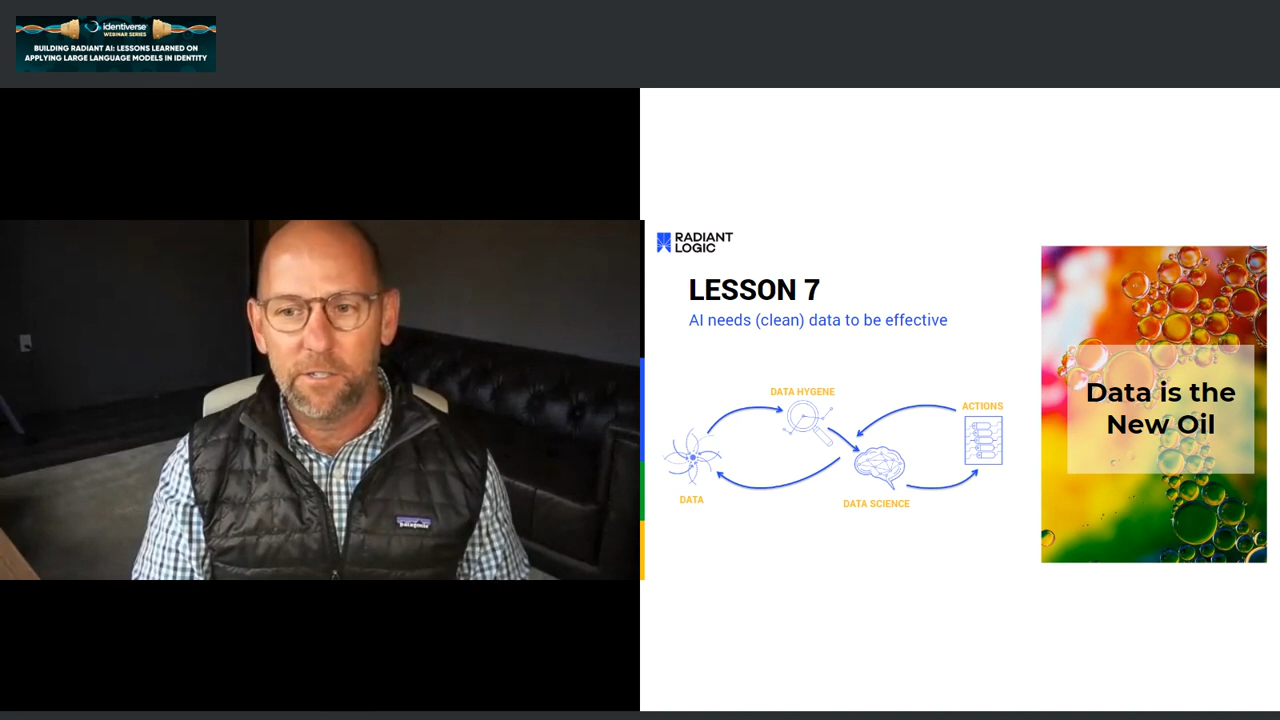 identiverse
WEBINAR SERIES
BUILDING RADIANT AI: LESSONS LEARNED ON
APPLYING LARGE LANGUAGE MODELS IN IDENTITY
patagonia
RADIANT
LOGIC
LESSON 7
AI needs (clean) data to be effective
DATA HYGENE
ACTIONS
DATA
DATA SCIENCE
Data is the
New Oil